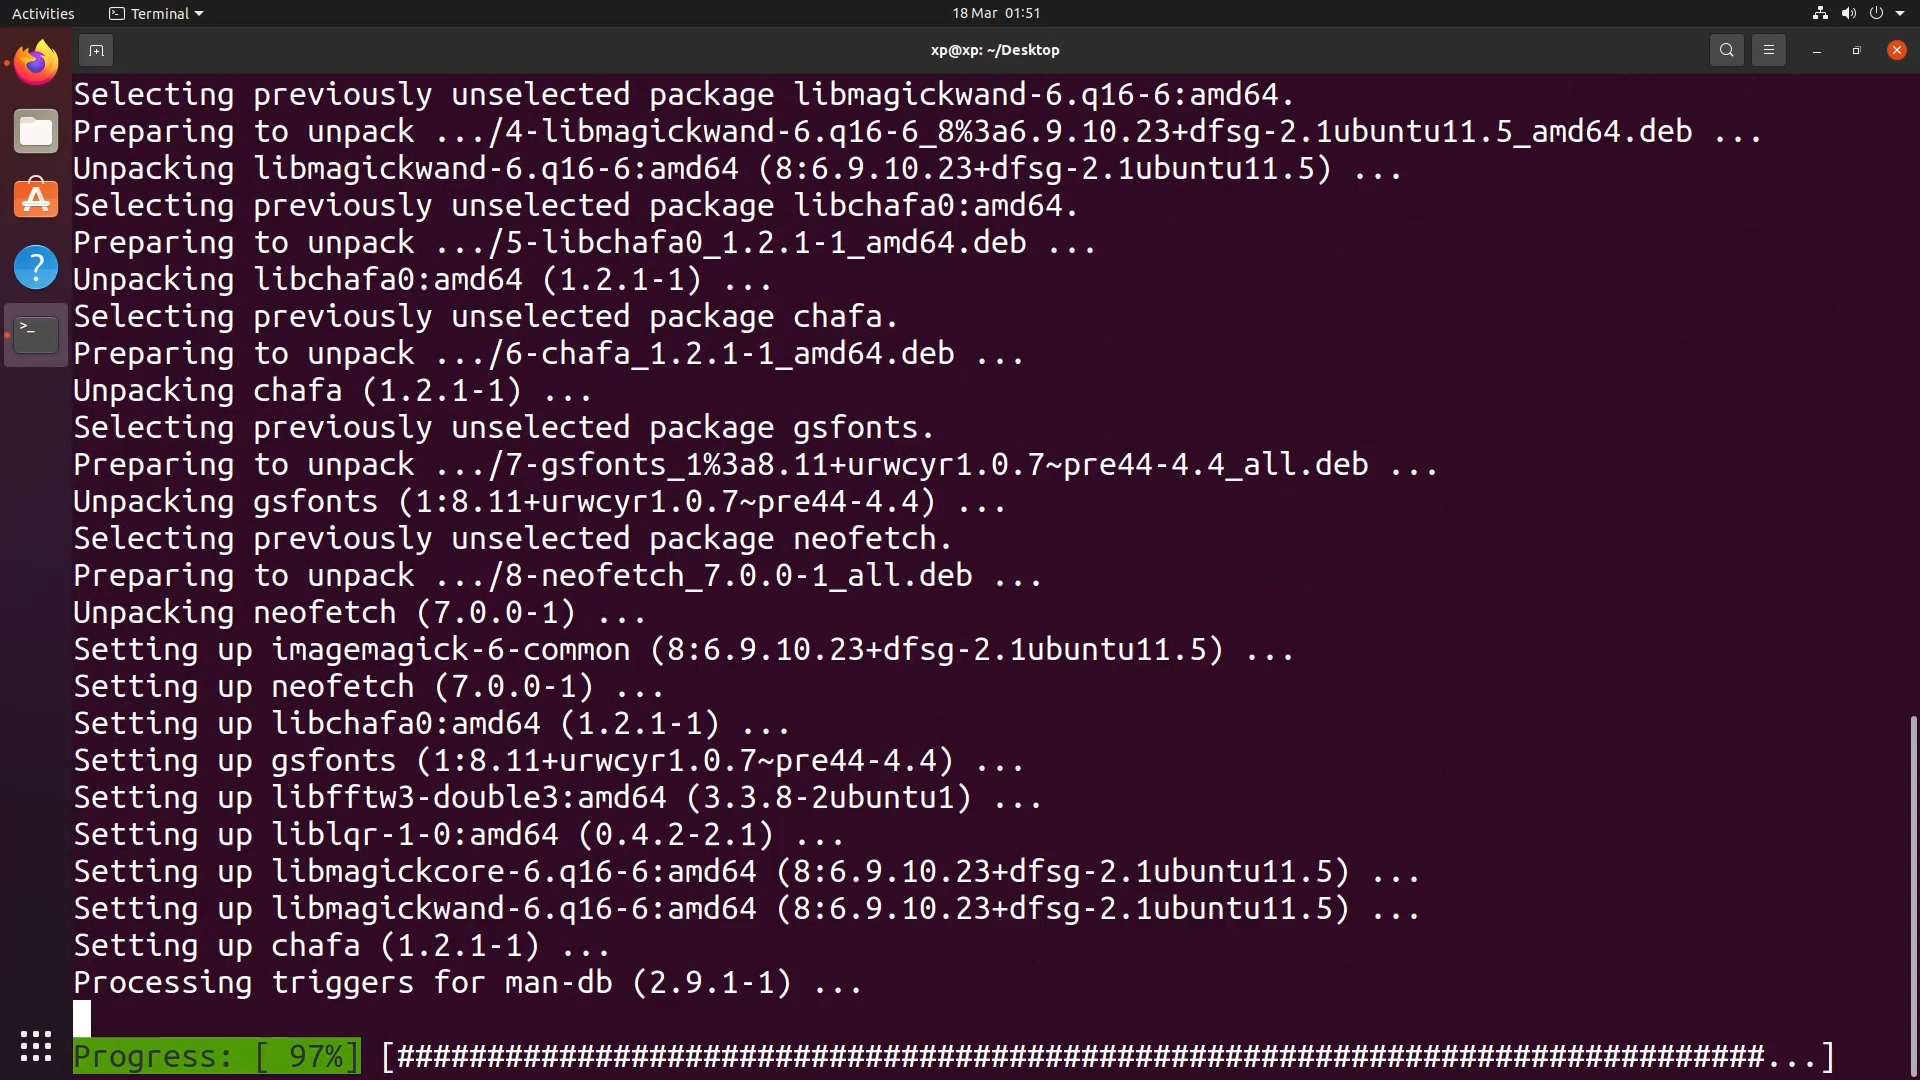 Activities Terminal 18 Mar 01:51
xp@xp: ~/Desktop
Selecting previously unselected package libmagickwand-6.q16-6:amd64.
Preparing to unpack .../4-libmagickwand-6.q16-6_8%3a6.9.10.23+dfsg-2.1ubuntu11.5_amd64.deb ...
Unpacking libmagickwand-6.q16-6:amd64 (8:6.9.10.23+dfsg-2.1ubuntu11.5) ...
Selecting previously unselected package libchafa0:amd64.
Preparing to unpack .../5-libchafa0_1.2.1-1_amd64.deb ...
Unpacking libchafa0:amd64 (1.2.1-1) ...
Selecting previously unselected package chafa.
Preparing to unpack .../6-chafa_1.2.1-1_amd64.deb ...
Unpacking chafa (1.2.1-1) ...
Selecting previously unselected package gsfonts.
Preparing to unpack .../7-gsfonts_1%3a8.11+urwcyr1.0.7~pre44-4.4_all.deb ...
Unpacking gsfonts (1:8.11+urwcyr1.0.7~pre44-4.4) ...
Selecting previously unselected package neofetch.
Preparing to unpack .../8-neofetch_7.0.0-1_all.deb ...
Unpacking neofetch (7.0.0-1) ...
Setting up imagemagick-6-common (8:6.9.10.23+dfsg-2.1ubuntu11.5) ...
Setting up neofetch (7.0.0-1) ...
Setting up libchafa0:amd64 (1.2.1-1) ...
Setting up gsfonts (1:8.11+urwcyr1.0.7~pre44-4.4) ...
Setting up libfftw3-double3:amd64 (3.3.8-2ubuntu1) ...
Setting up liblqr-1-0:amd64 (0.4.2-2.1) ...
Setting up libmagickcore-6.q16-6:amd64 (8:6.9.10.23+dfsg-2.1ubuntu11.5) ...
Setting up libmagickwand-6.q16-6:amd64 (8:6.9.10.23+dfsg-2.1ubuntu11.5) ...
Setting up chafa (1.2.1-1) ...
Processing triggers for man-db (2.9.1-1) ...
Progress: [ 97%] [############################################################################...]